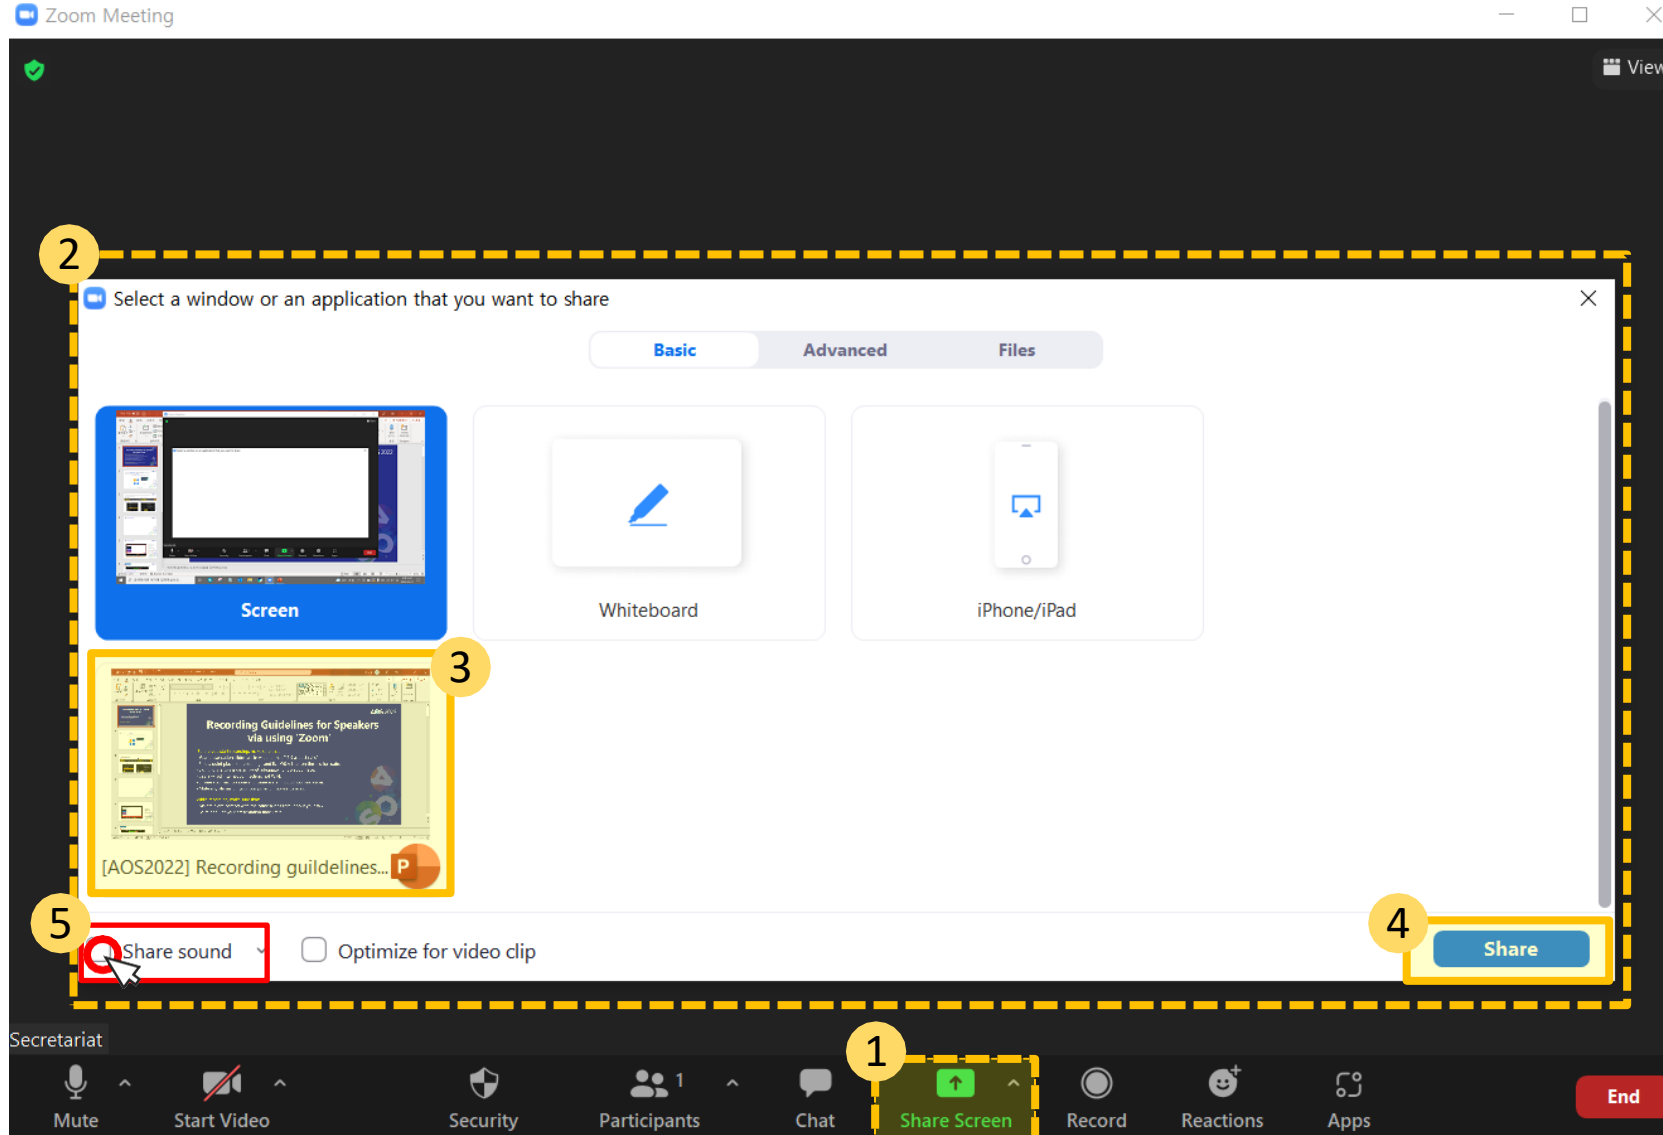 Zoom Meeting
View
2
Select a window or an application that you want to share
Basic
Advanced
Files
Screen
Whiteboard
iPhone/iPad
3
Recording Guidelines for Speakers
via using 'Zoom'
[AOS2022] Recording guildelines...
P
5
Share sound
Optimize for video clip
4
Share
Secretariat
1
1
Mute
Start Video
Security
Participants
Chat
Share Screen
Record
Reactions
Apps
End